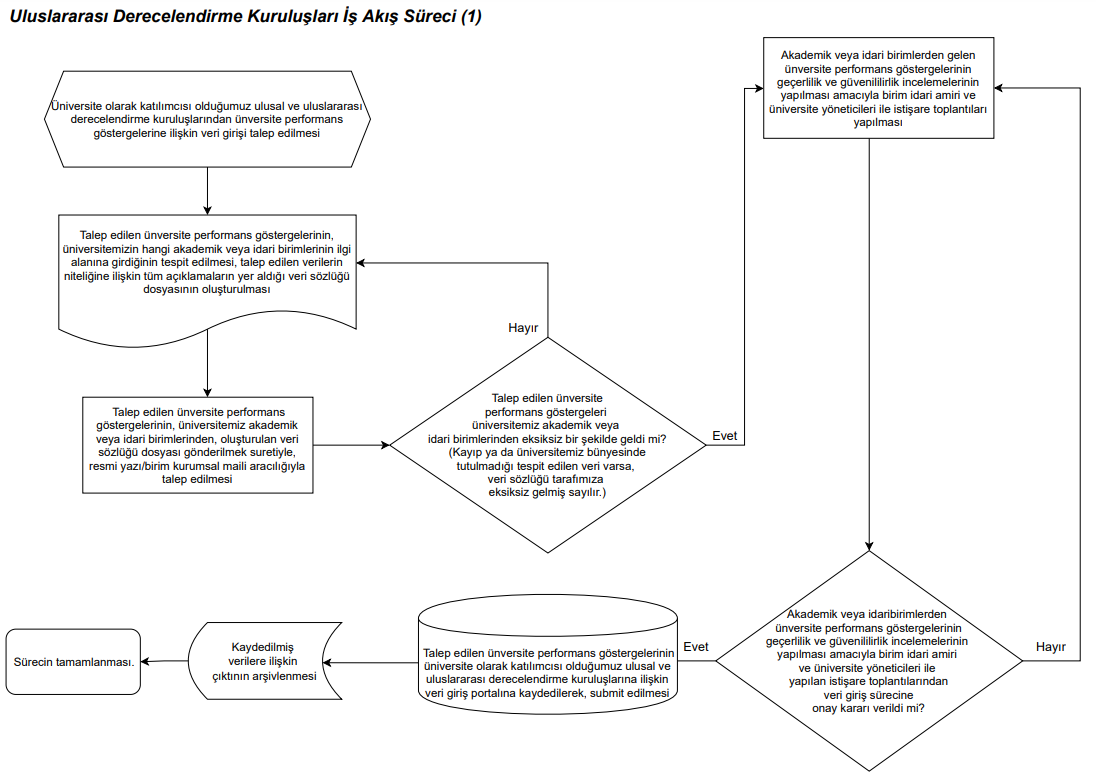 Uluslararası Derecelendirme Kuruluşları İş Akış Süreci (1)
Üniversite olarak katılımcısı olduğumuz ulusal ve uluslararası
derecelendirme kuruluşlarından ünversite performans
göstergelerine ilişkin veri girişi talep edilmesi
Talep edilen ünversite performans göstergelerinin,
üniversitemizin hangi akademik veya idari birimlerinin ilgi
alanına girdiğinin tespit edilmesi, talep edilen verilerin
niteliğine ilişkin tüm açıklamaların yer aldığı veri sözlüğü
dosyasının oluşturulması
Talep edilen ünversite performans
göstergelerinin, üniversitemiz akademik
veya idari birimlerinden, oluşturulan veri
sözlüğü dosyası gönderilmek suretiyle,
resmi yazı/birim kurumsal maili aracılığıyla
talep edilmesi
Hayır
Talep edilen ünversite
performans göstergeleri
üniversitemiz akademik veya
idari birimlerinden eksiksiz bir şekilde geldi mi?
(Kayıp ya da üniversitemiz bünyesinde
tutulmadığı tespit edilen veri varsa,
veri sözlüğü tarafımıza
eksiksiz gelmiş sayılır.)
Evet
Akademik veya idari birimlerden gelen
ünversite performans göstergelerinin
geçerlilik ve güvenililirlik incelemelerinin
yapılması amacıyla birim idari amiri ve
üniversite yöneticileri ile istişare toplantıları
yapılması
Akademik veya idaribirimlerden
ünversite performans göstergelerinin
geçerlilik ve güvenililirlik incelemelerinin
yapılması amacıyla birim idari amiri
ve üniversite yöneticileri ile
yapılan istişare toplantılarından
veri giriş sürecine
onay kararı verildi mi?
Hayır
Evet
Talep edilen ünversite performans göstergelerinin
üniversite olarak katılımcısı olduğumuz ulusal ve
uluslararası derecelendirme kuruluşlarına ilişkin
veri giriş portalına kaydedilerek, submit edilmesi
Kaydedilmiş
verilere ilişkin
çıktının arşivlenmesi
Sürecin tamamlanması.